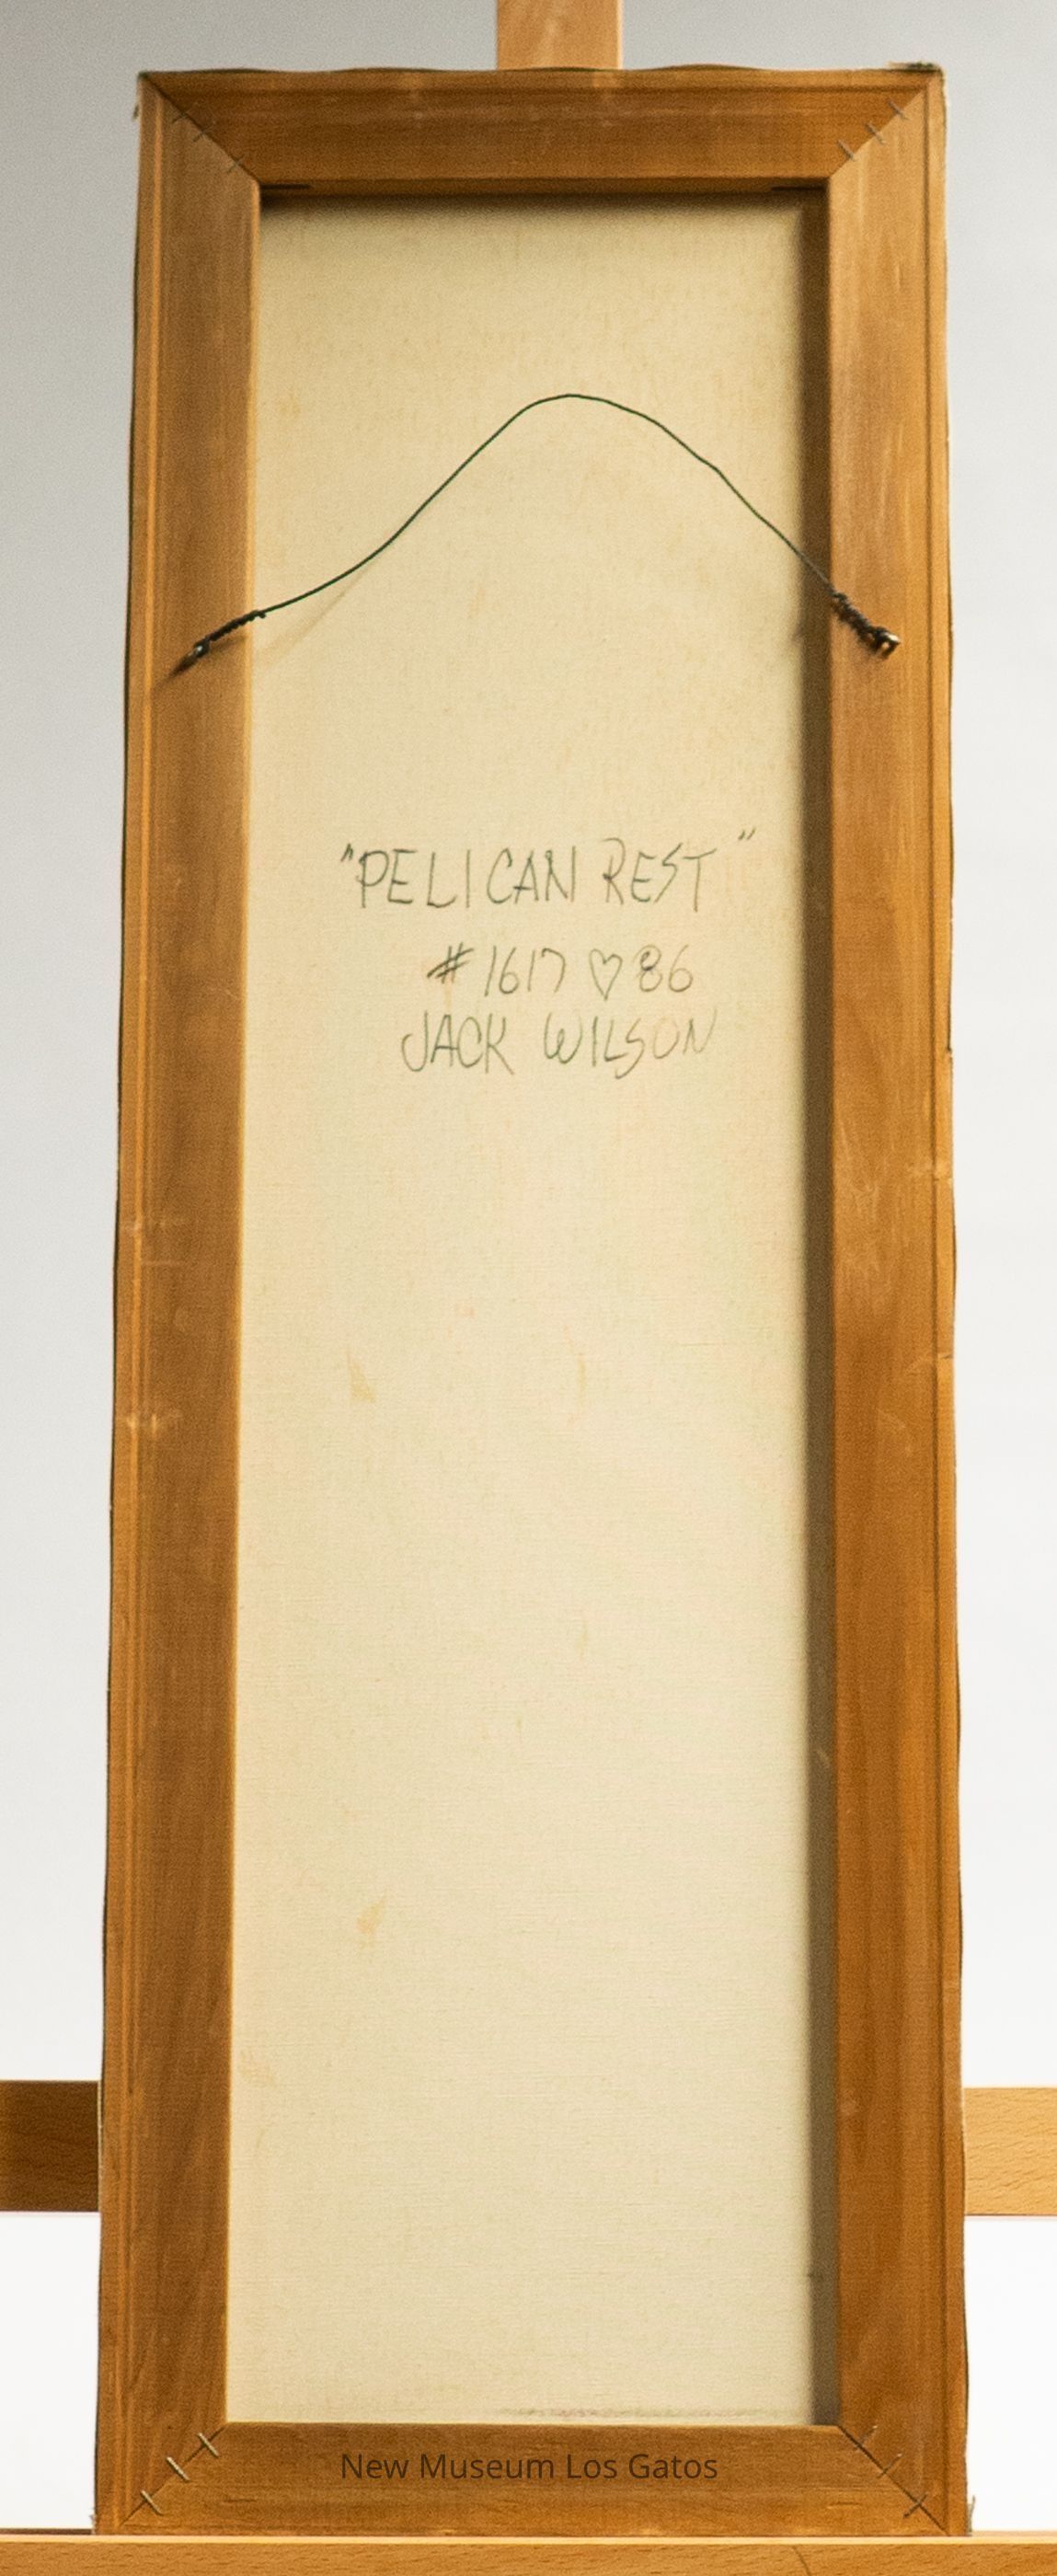 "PELICAN REST"
#1617 ♡ 86
JACK WILSON
New Museum Los Gatos